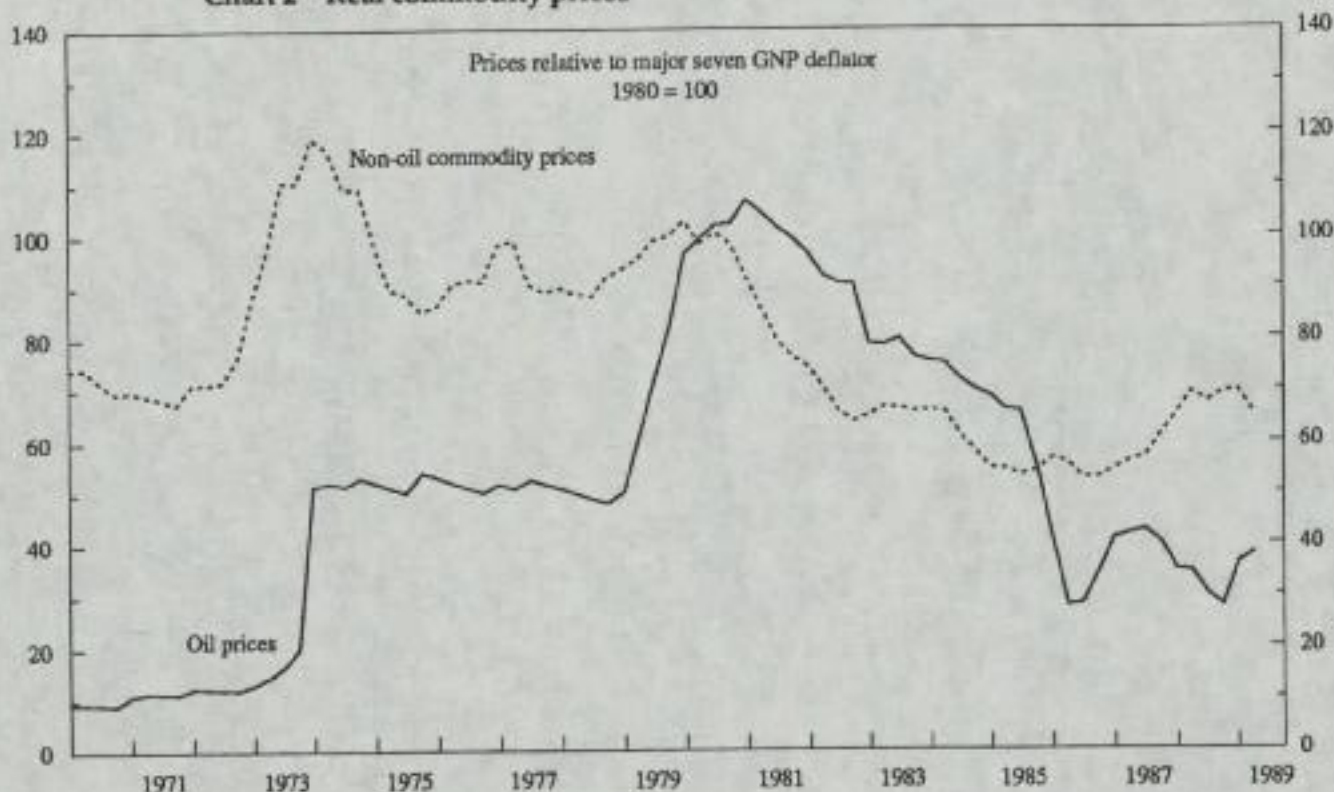 Chart 2 Real commodity prices
Prices relative to major seven GNP deflator
1980 = 100
Non-oil commodity prices
Oil prices
140
120
100
80
60
40
20
0
140
120
100
80
60
40
20
0
1971 1973 1975 1977 1979 1981 1983 1985 1987 1989